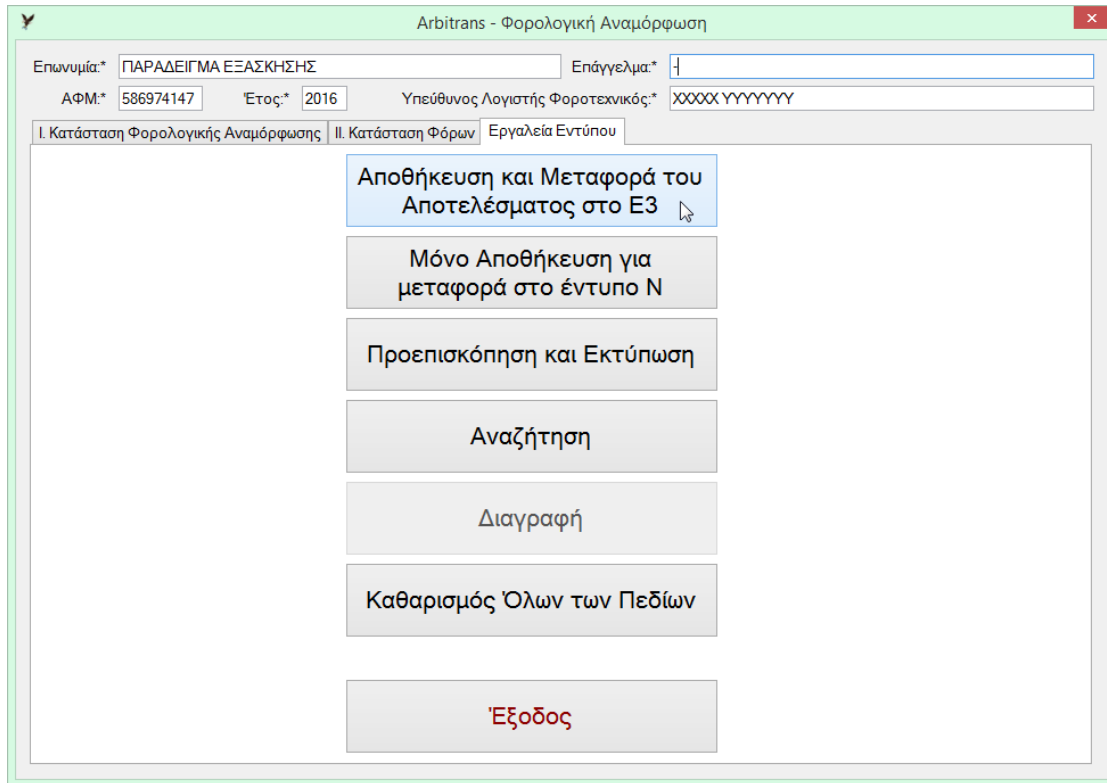 Arbitrans - Φορολογική Αναμόρφωση
Επωνυμία:* ΠΑΡΑΔΕΙΓΜΑ ΕΞΑΣΚΗΣΗΣ Επάγγελμα:* -
ΑΦΜ:* 586974147 Έτος:* 2016 Υπεύθυνος Λογιστής Φοροτεχνικός:* XXXXX YYYYYYY
Ι. Κατάσταση Φορολογικής Αναμόρφωσης ΙΙ. Κατάσταση Φόρων Εργαλεία Εντύπου
Αποθήκευση και Μεταφορά του
Αποτελέσματος στο Ε3
Μόνο Αποθήκευση για
μεταφορά στο έντυπο Ν
Προεπισκόπηση και Εκτύπωση
Αναζήτηση
Διαγραφή
Καθαρισμός Όλων των Πεδίων
Έξοδος